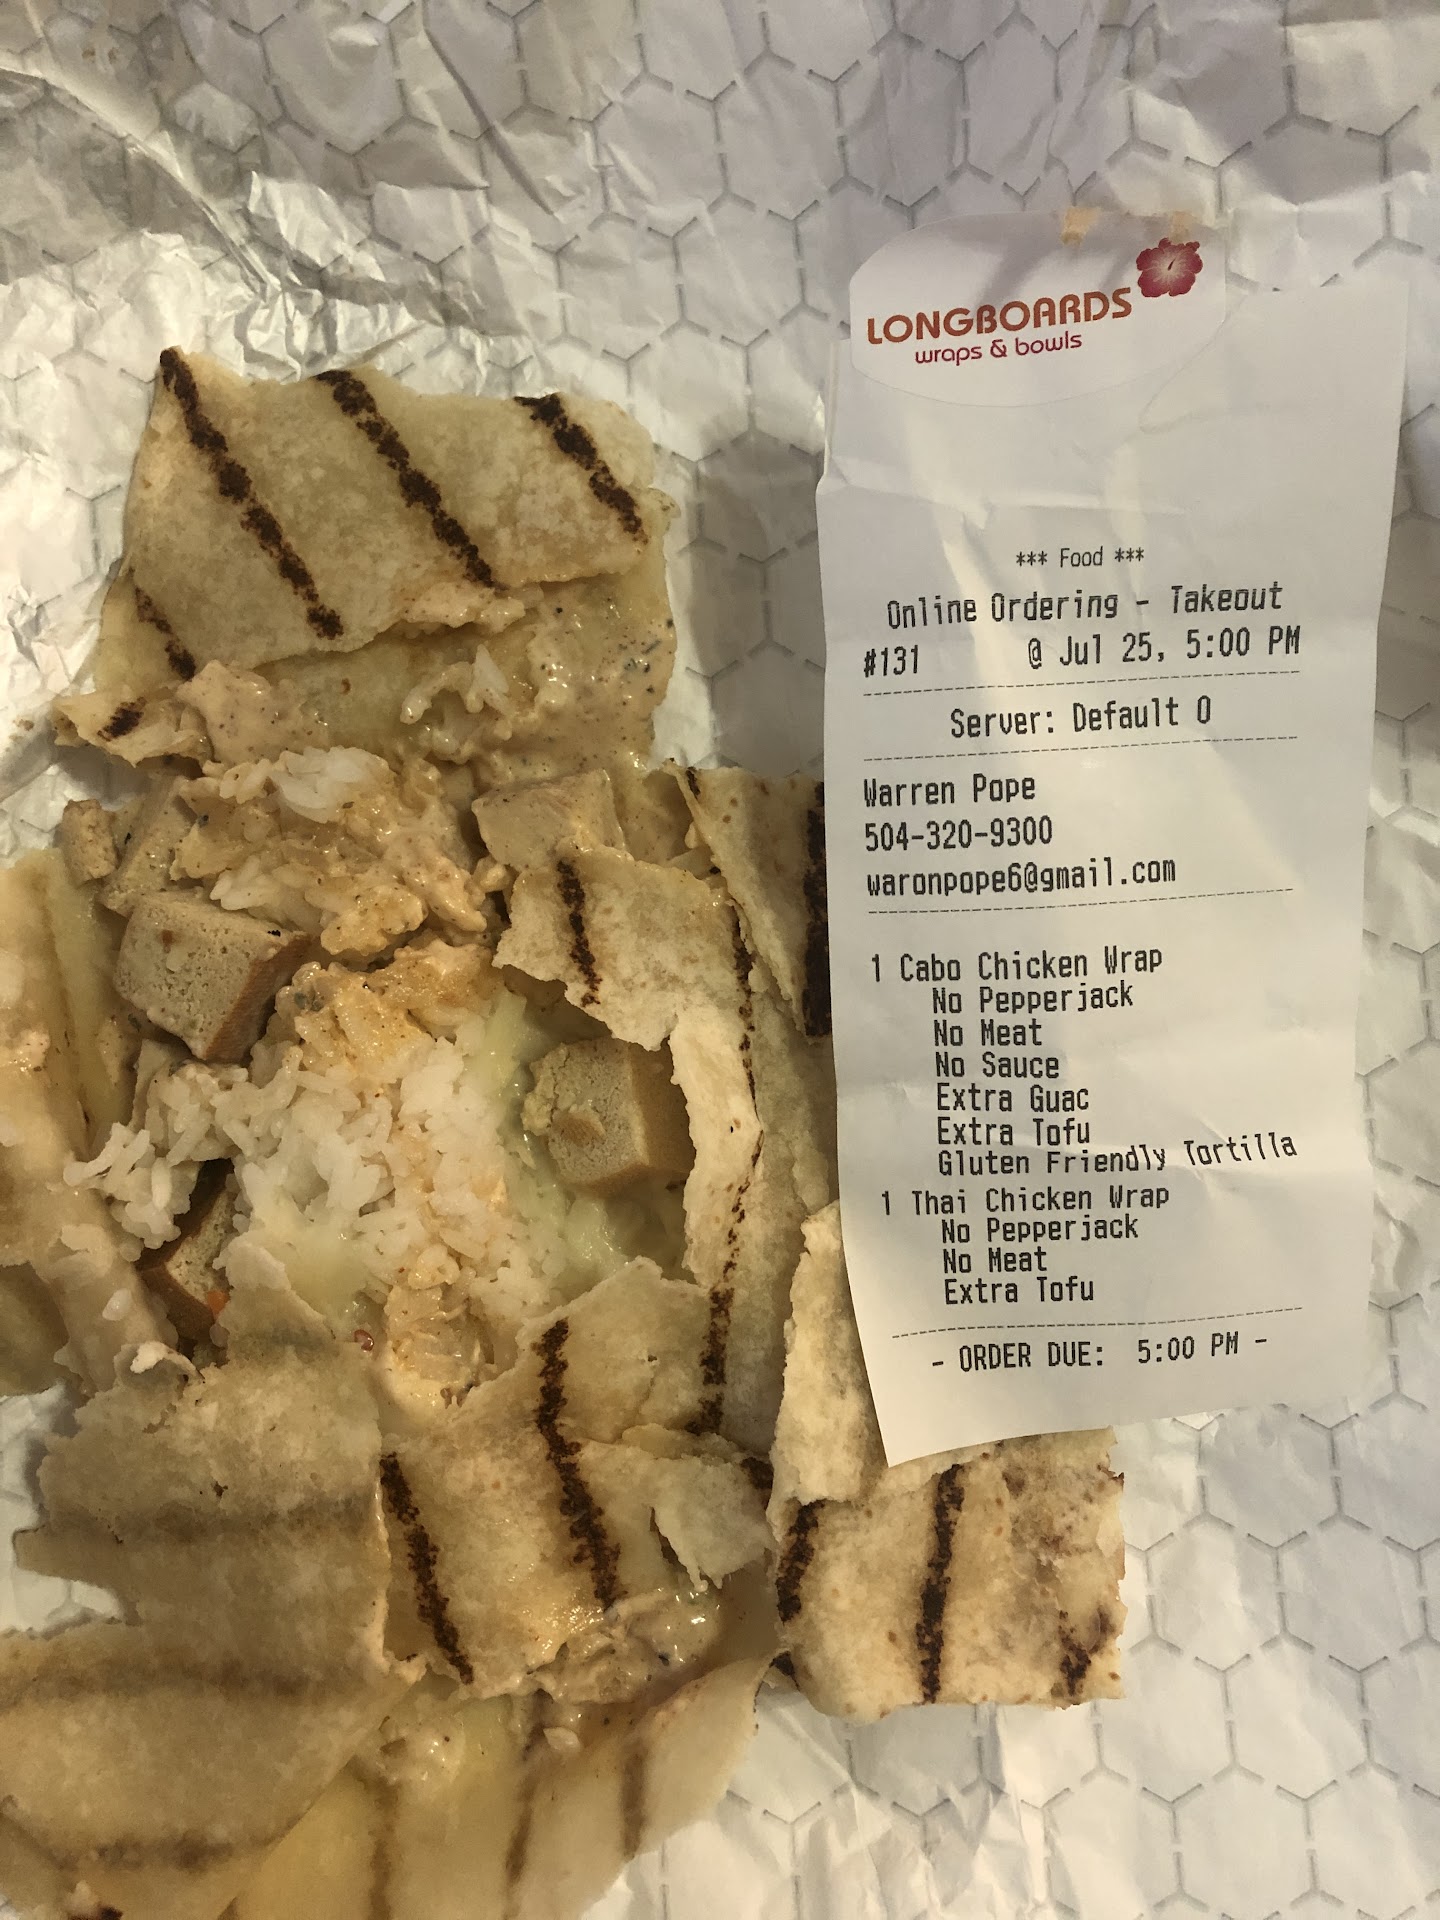 LONGBOARDS
wraps & bowls
*** Food ***
Online Ordering - Takeout
#131 @ Jul 25, 5:00 PM
Server: Default O
Warren Pope
504-320-9300
waronpope6@gmail.com
1 Cabo Chicken Wrap
No Pepperjack
No Meat
No Sauce
Extra Guac
Extra Tofu
Gluten Friendly Tortilla
1 Thai Chicken Wrap
No Pepperjack
No Meat
Extra Tofu
- ORDER DUE: 5:00 PM -